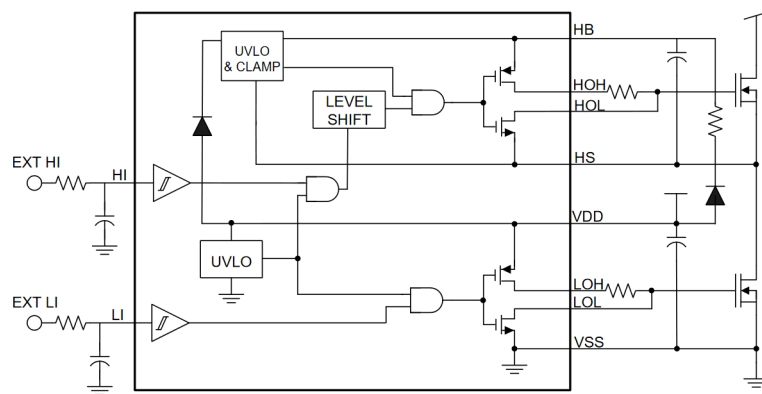 HB
UVLO
& CLAMP
HOH
LEVEL
SHIFT
HOL
EXT HI
HI
HS
VDD
UVLO
LOH
EXT LI
LI
LOL
VSS